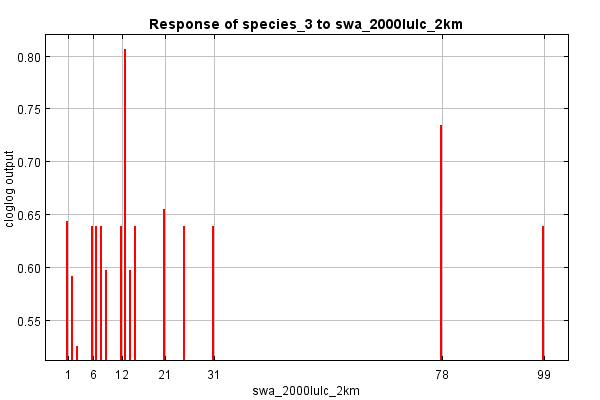 Response of species_3 to swa_2000lulc_2km
cloglog output
0.80
0.75
0.70
0.65
0.60
0.55
1 6 12 21 31 78 99
swa_2000lulc_2km